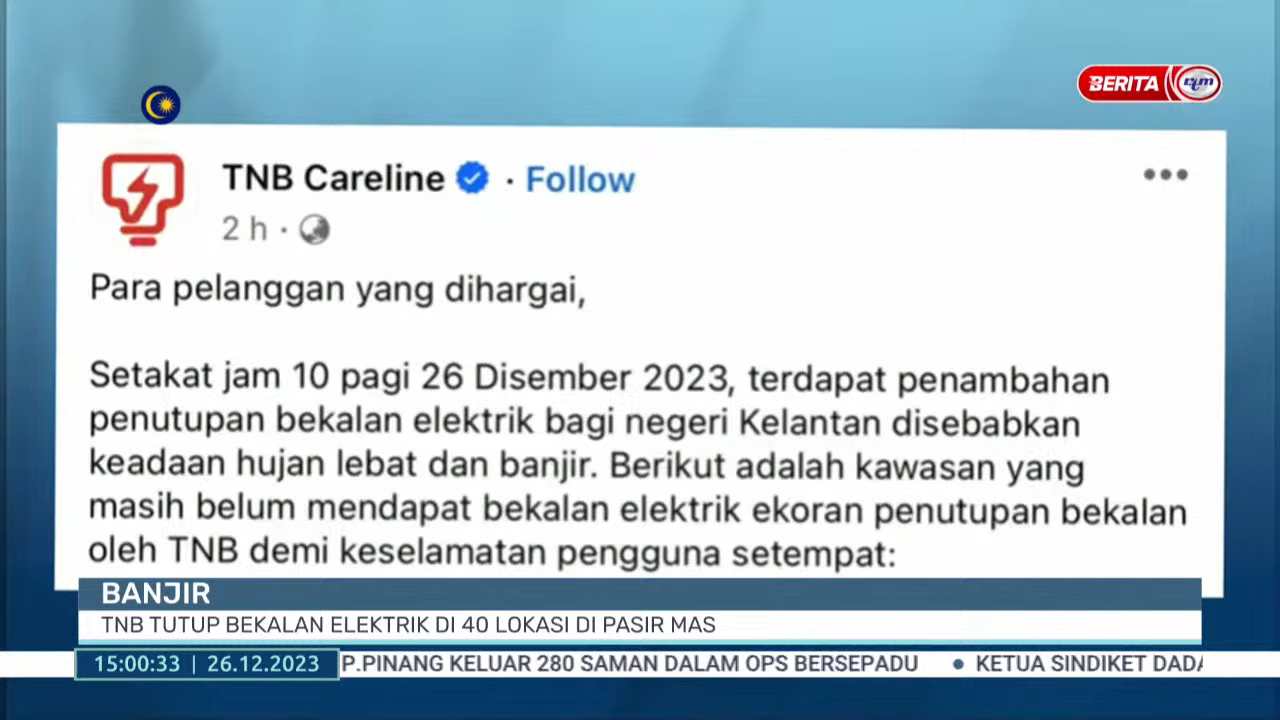 BERITA rtm
TNB Careline · Follow
2 h ·
Para pelanggan yang dihargai,
Setakat jam 10 pagi 26 Disember 2023, terdapat penambahan
penutupan bekalan elektrik bagi negeri Kelantan disebabkan
keadaan hujan lebat dan banjir. Berikut adalah kawasan yang
masih belum mendapat bekalan elektrik ekoran penutupan bekalan
oleh TNB demi keselamatan pengguna setempat:
BANJIR
TNB TUTUP BEKALAN ELEKTRIK DI 40 LOKASI DI PASIR MAS
15:00:33 | 26.12.2023 P.PINANG KELUAR 280 SAMAN DALAM OPS BERSEPADU • KETUA SINDIKET DADA